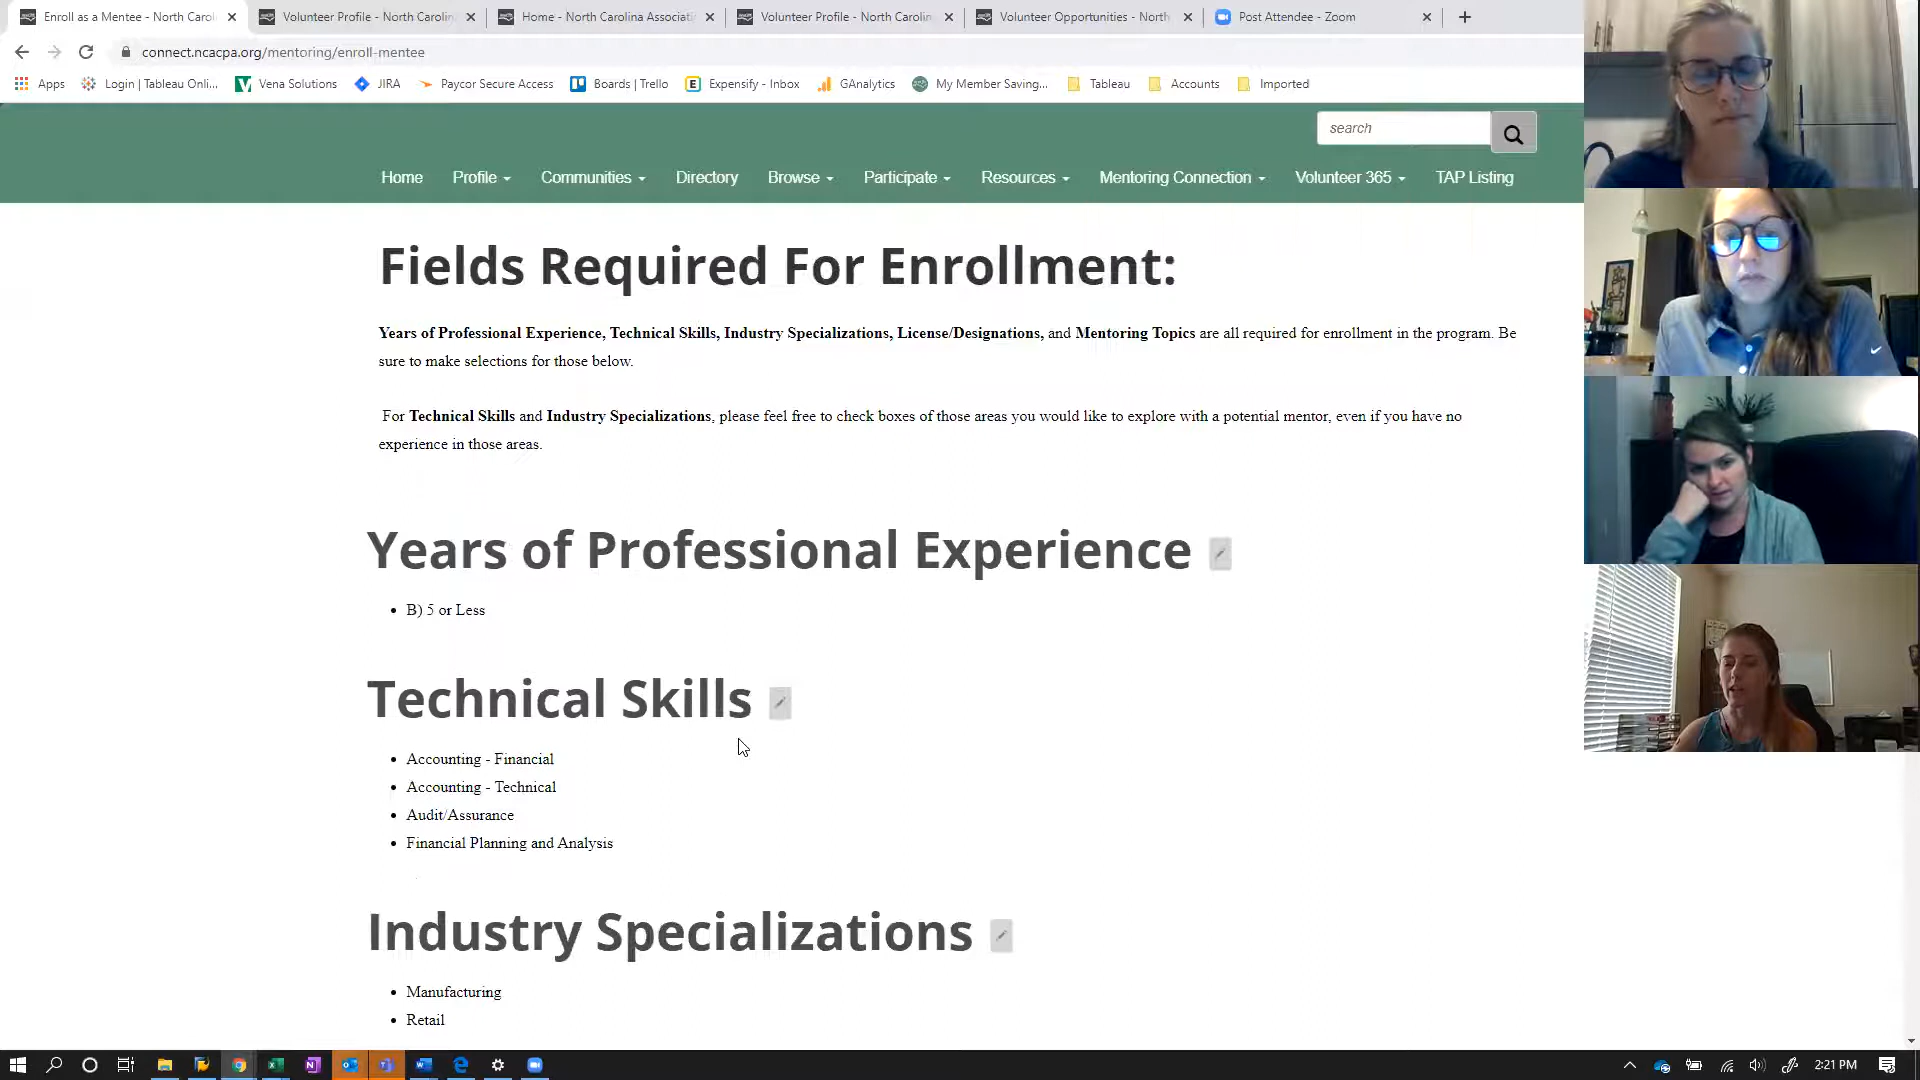 Enroll as a Mentee - North Caroli
Volunteer Profile - North Carolin
Home - North Carolina Associati
Volunteer Profile - North Carolin
Volunteer Opportunities - North
Post Attendee - Zoom
connect.ncacpa.org/mentoring/enroll-mentee
Apps
Login | Tableau Onli...
Vena Solutions
JIRA
Paycor Secure Access
Boards | Trello
Expensify - Inbox
GAnalytics
My Member Saving...
Tableau
Accounts
Imported
search
Home
Profile
Communities
Directory
Browse
Participate
Resources
Mentoring Connection
Volunteer 365
TAP Listing
Fields Required For Enrollment:
Years of Professional Experience, Technical Skills, Industry Specializations, License/Designations, and Mentoring Topics are all required for enrollment in the program. Be
sure to make selections for those below.
For Technical Skills and Industry Specializations, please feel free to check boxes of those areas you would like to explore with a potential mentor, even if you have no
experience in those areas.
Years of Professional Experience
• B) 5 or Less
Technical Skills
• Accounting - Financial
• Accounting - Technical
• Audit/Assurance
• Financial Planning and Analysis
Industry Specializations
• Manufacturing
• Retail
2:21 PM